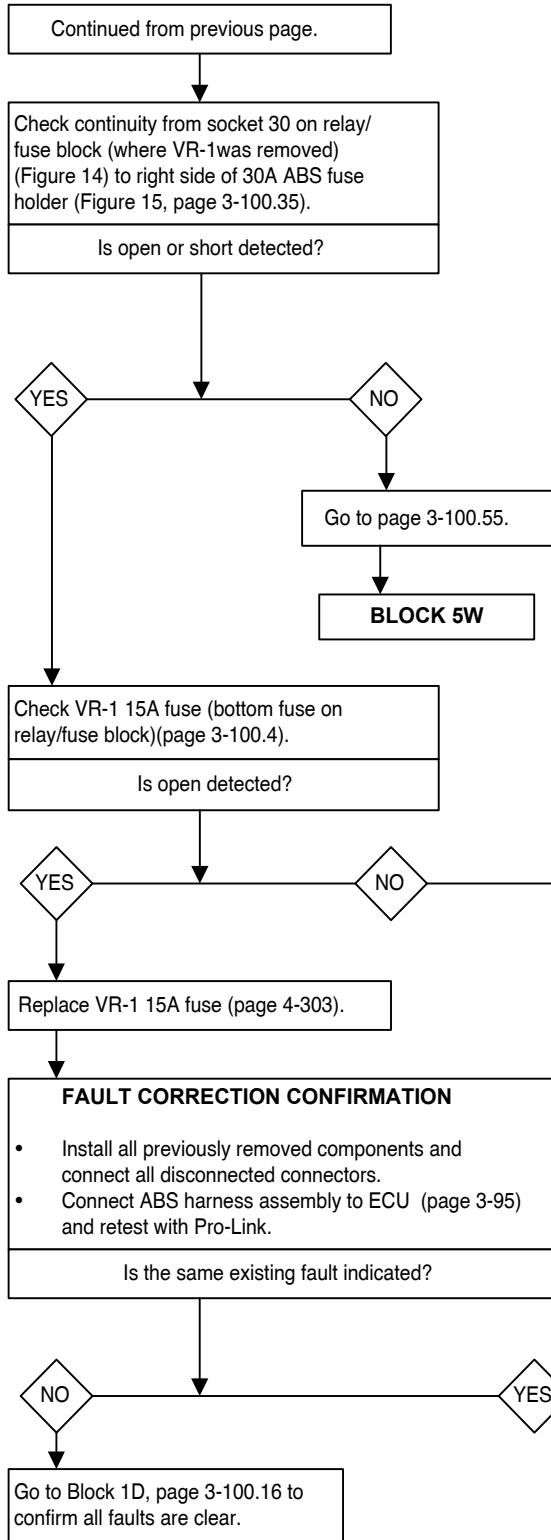 Continued from previous page.
Check continuity from socket 30 on relay/
fuse block (where VR-1was removed)
(Figure 14) to right side of 30A ABS fuse
holder (Figure 15, page 3-100.35).
Is open or short detected?
YES
NO
Go to page 3-100.55.
BLOCK 5W
Check VR-1 15A fuse (bottom fuse on
relay/fuse block)(page 3-100.4).
Is open detected?
YES
NO
Replace VR-1 15A fuse (page 4-303).
FAULT CORRECTION CONFIRMATION
• Install all previously removed components and
connect all disconnected connectors.
• Connect ABS harness assembly to ECU (page 3-95)
and retest with Pro-Link.
Is the same existing fault indicated?
NO
YES
Go to Block 1D, page 3-100.16 to
confirm all faults are clear.